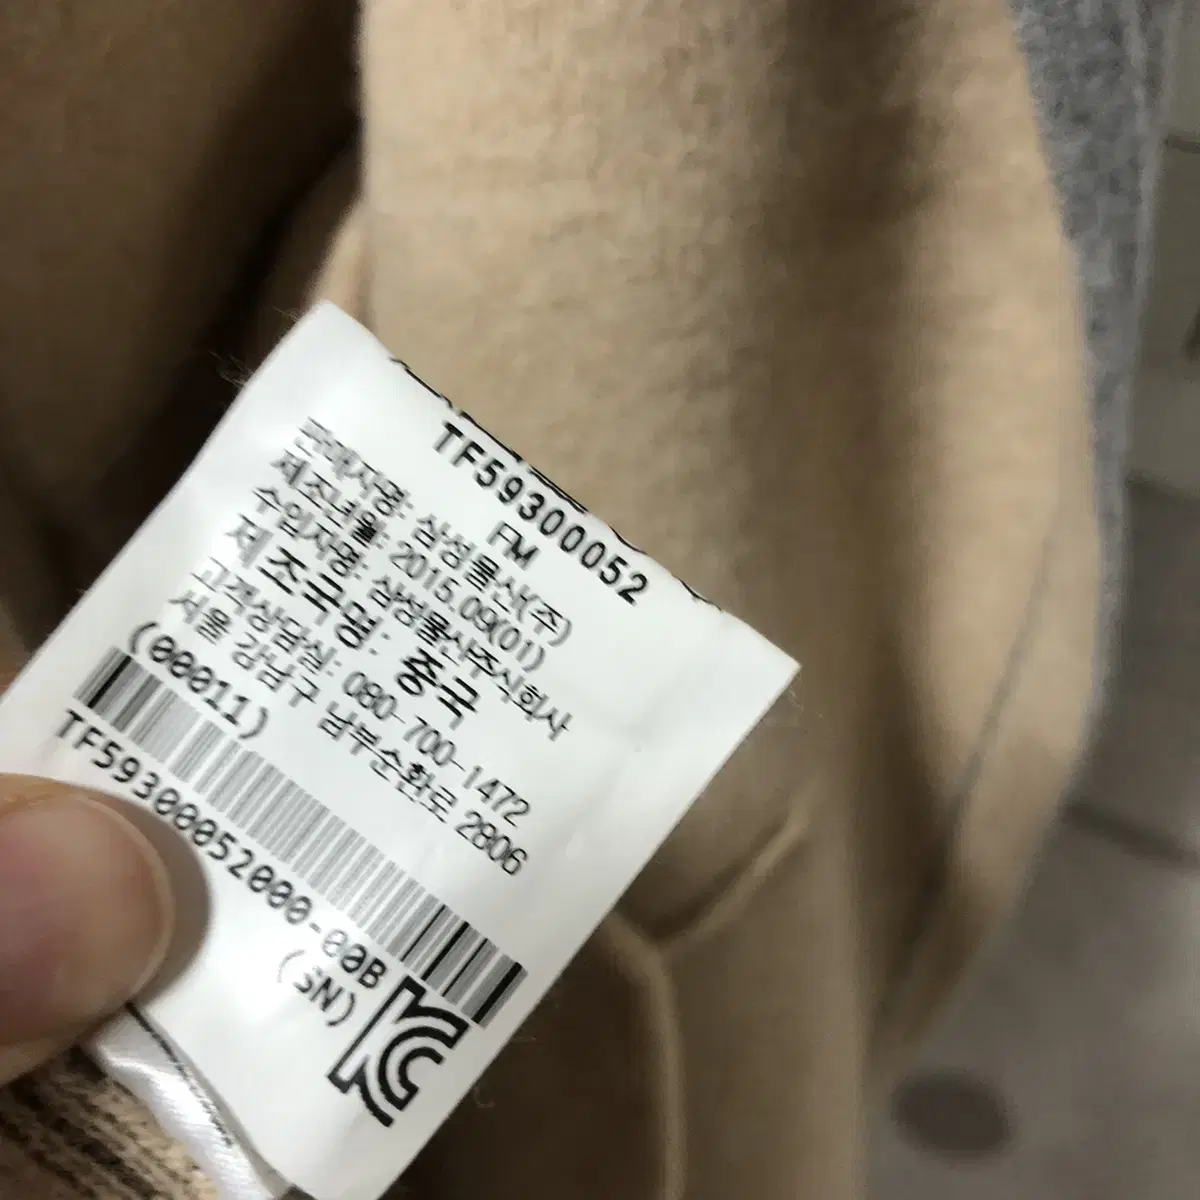 TF59300052
FM
판매자명: 삼성물산(주)
제조년월: 2015.09(01)
수입자명: 삼성물산주식회사
제조국명: 중국
고객상담실: 080-700-1472
서울 강남구 남부순환로 2806
(00011)
TF59300052000-00B
(SN)
KC